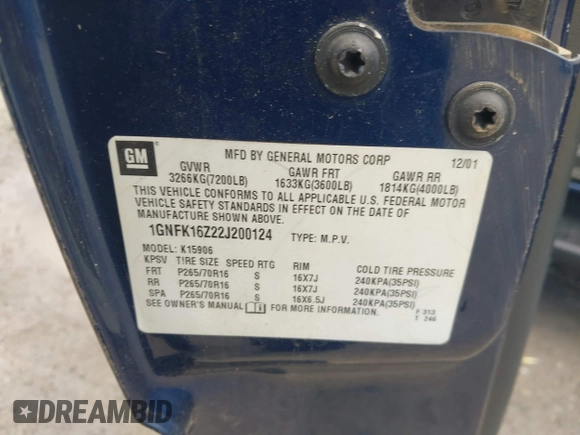 GM
MFD BY GENERAL MOTORS CORP 12/01
GVWR GAWR FRT GAWR RR
3266KG(7200LB) 1633KG(3600LB) 1814KG(4000LB)
THIS VEHICLE CONFORMS TO ALL APPLICABLE U.S. FEDERAL MOTOR
VEHICLE SAFETY STANDARDS IN EFFECT ON THE DATE OF
MANUFACTURE SHOWN ABOVE.
1GNFK16Z22J200124 TYPE: M.P.V.
MODEL: K15906
KPSV TIRE SIZE SPEED RTG RIM COLD TIRE PRESSURE
FRT P265/70R16 S 16X7J 240KPA(35PSI)
RR P265/70R16 S 16X7J 240KPA(35PSI)
SPA P265/70R16 S 16X6.5J 240KPA(35PSI)
SEE OWNER'S MANUAL FOR MORE INFORMATION.
F 313
T 246
DREAMBID